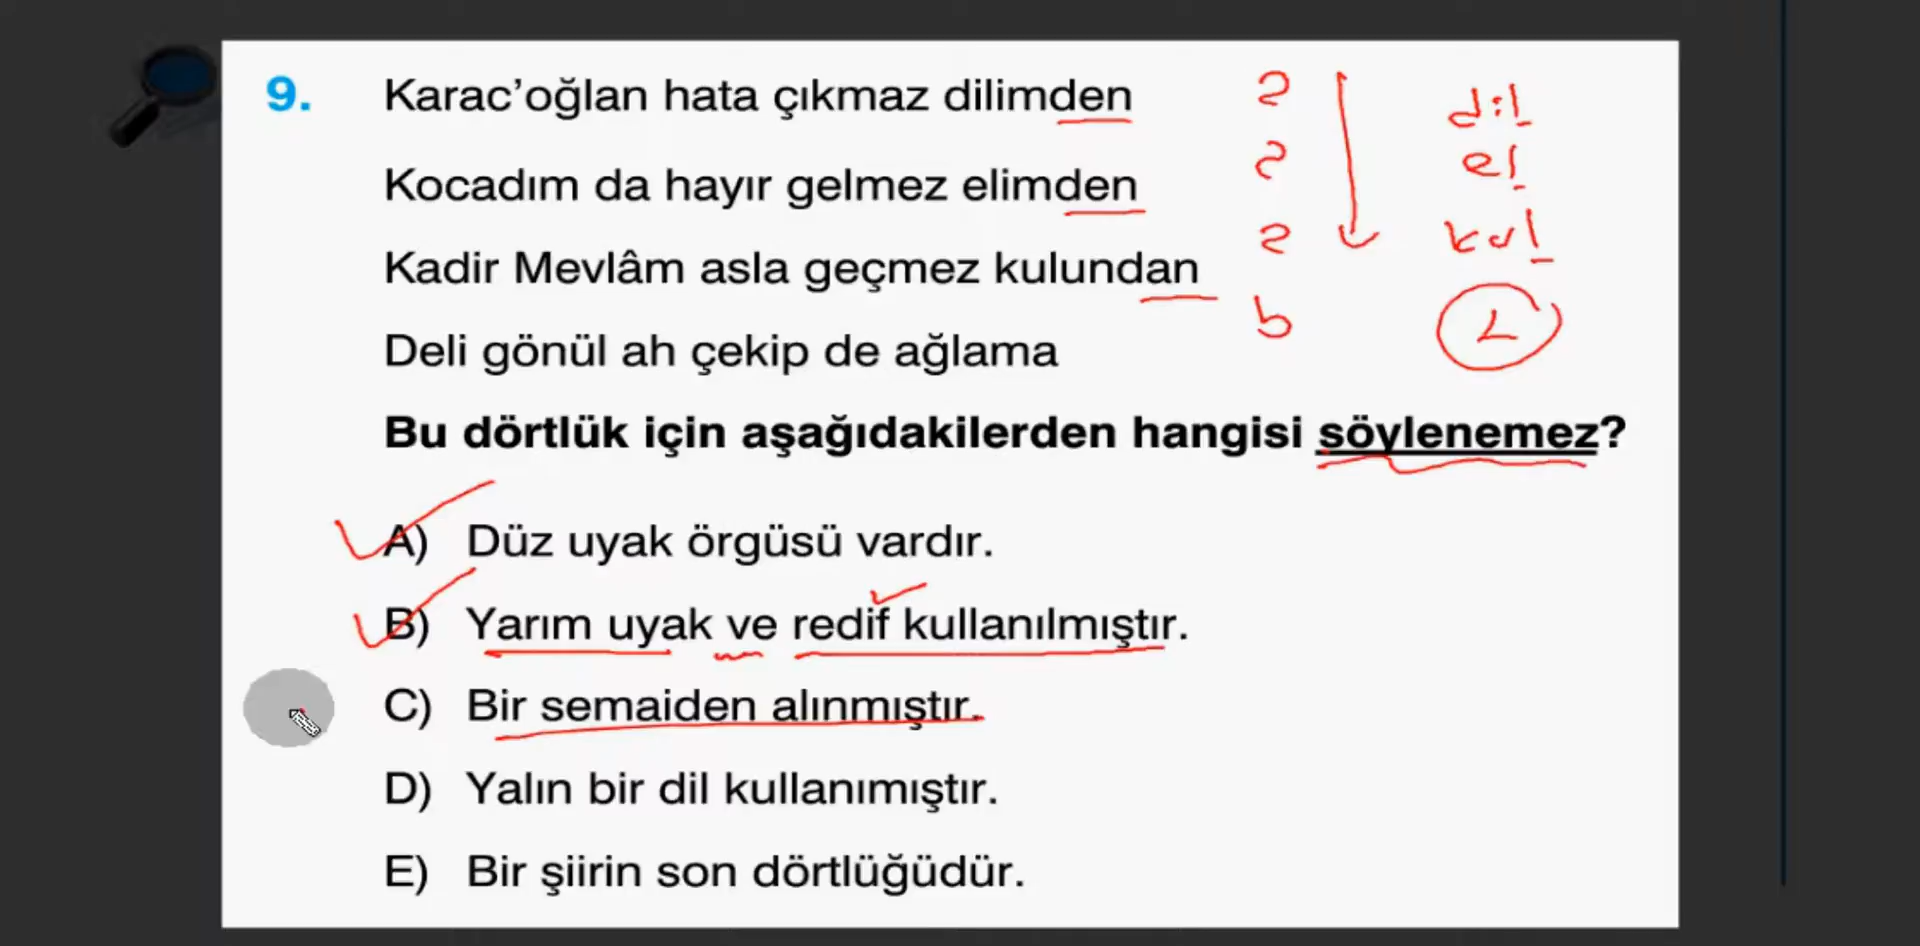 9. Karac'oğlan hata çıkmaz dilimden a dil
Kocadım da hayır gelmez elimden a el
Kadir Mevlâm asla geçmez kulundan a kul
Deli gönül ah çekip de ağlama b L
Bu dörtlük için aşağıdakilerden hangisi söylenemez?
A) Düz uyak örgüsü vardır.
B) Yarım uyak ve redif kullanılmıştır.
C) Bir semaiden alınmıştır.
D) Yalın bir dil kullanımıştır.
E) Bir şiirin son dörtlüğüdür.